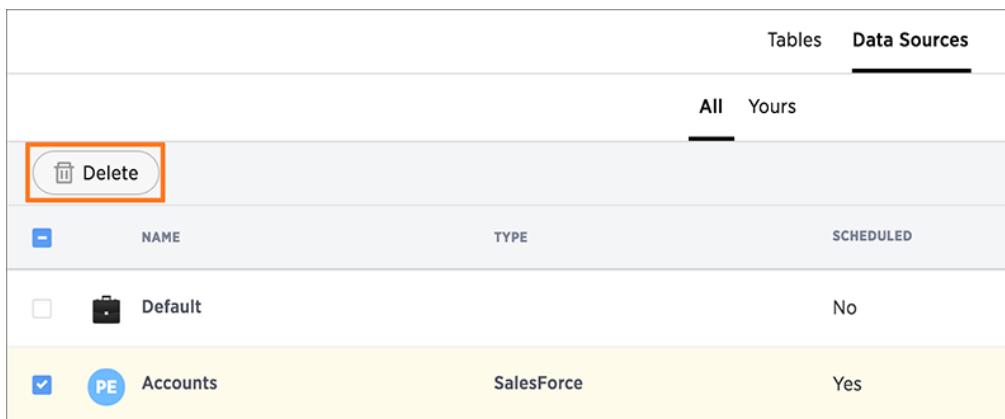 Tables Data Sources
All Yours
Delete
NAME TYPE SCHEDULED
Default No
PE Accounts SalesForce Yes